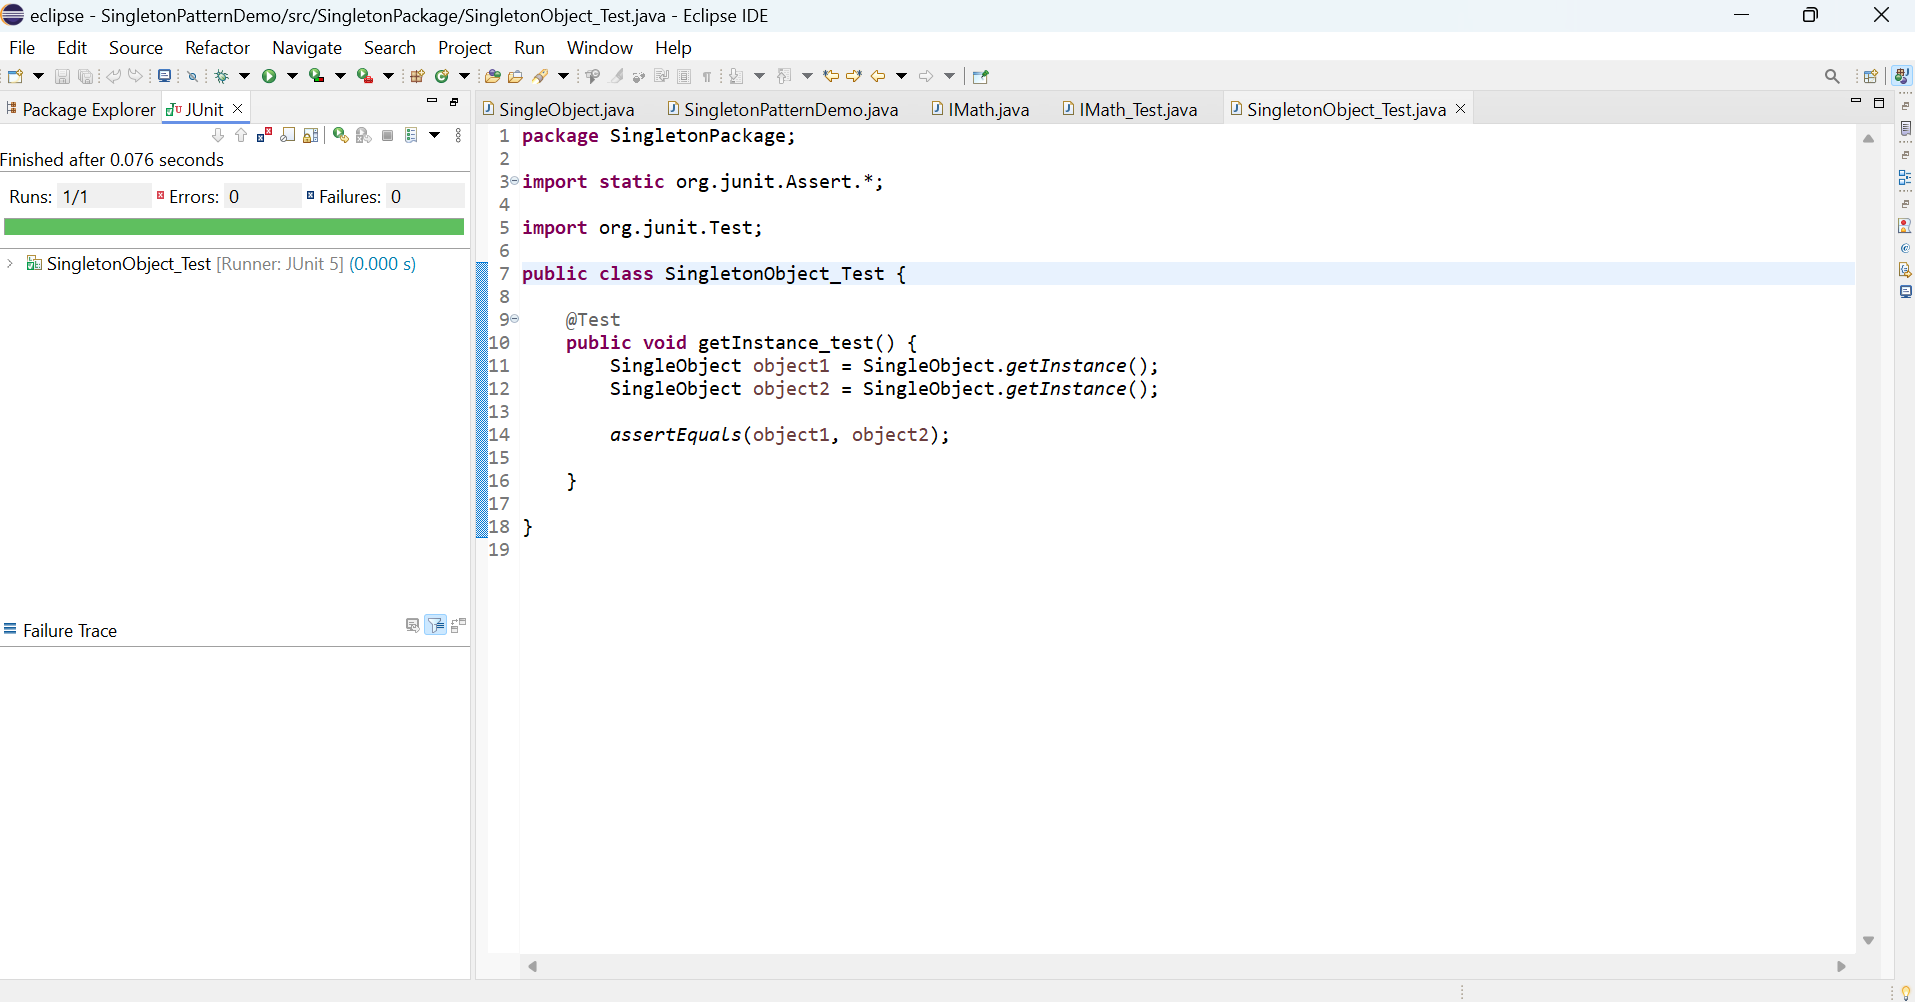 eclipse - SingletonPatternDemo/src/SingletonPackage/SingletonObject_Test.java - Eclipse IDE
File Edit Source Refactor Navigate Search Project Run Window Help
Package Explorer JUnit
Finished after 0.076 seconds
Runs: 1/1 Errors: 0 Failures: 0
SingletonObject_Test [Runner: JUnit 5] (0.000 s)
Failure Trace
SingleObject.java SingletonPatternDemo.java IMath.java IMath_Test.java SingletonObject_Test.java
1 package SingletonPackage;
2
3 import static org.junit.Assert.*;
4
5 import org.junit.Test;
6
7 public class SingletonObject_Test {
8
9 @Test
10 public void getInstance_test() {
11 SingleObject object1 = SingleObject.getInstance();
12 SingleObject object2 = SingleObject.getInstance();
13
14 assertEquals(object1, object2);
15
16 }
17
18 }
19